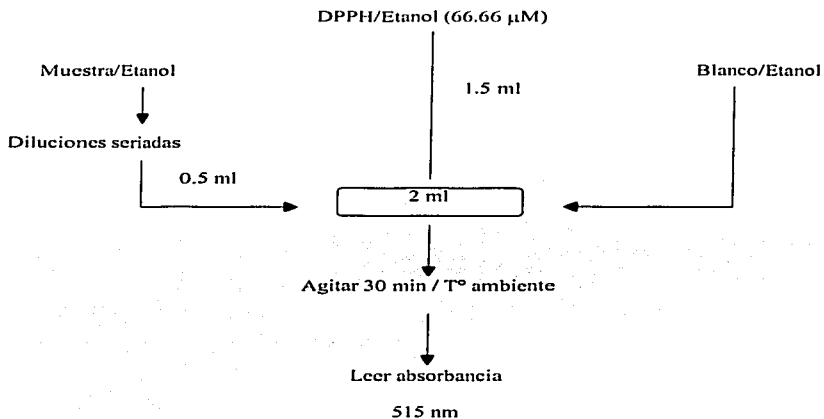 DPPH/Etanol (66.66 µM)
Muestra/Etanol
Blanco/Etanol
1.5 ml
Diluciones seriadas
0.5 ml
2 ml
Agitar 30 min / Tº ambiente
Leer absorbancia
515 nm